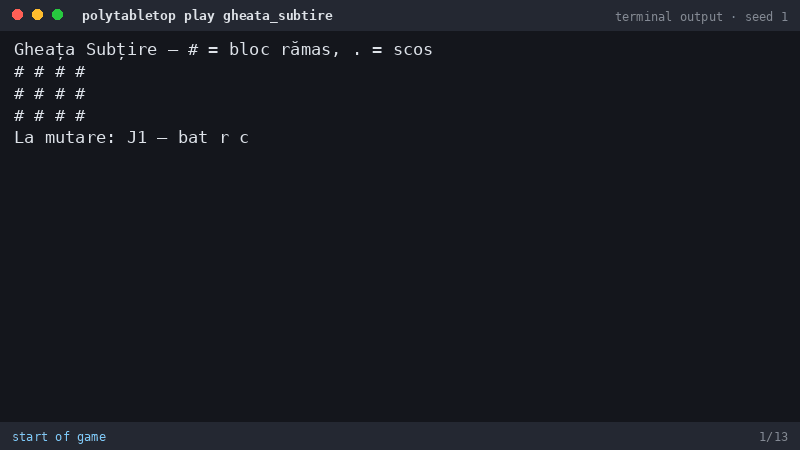 polytabletop play gheata_subtire
terminal output · seed 1
Gheața Subțire — # = bloc rămas, . = scos
# # # #
# # # #
# # # #
La mutare: J1 — bat r c
start of game
1/13